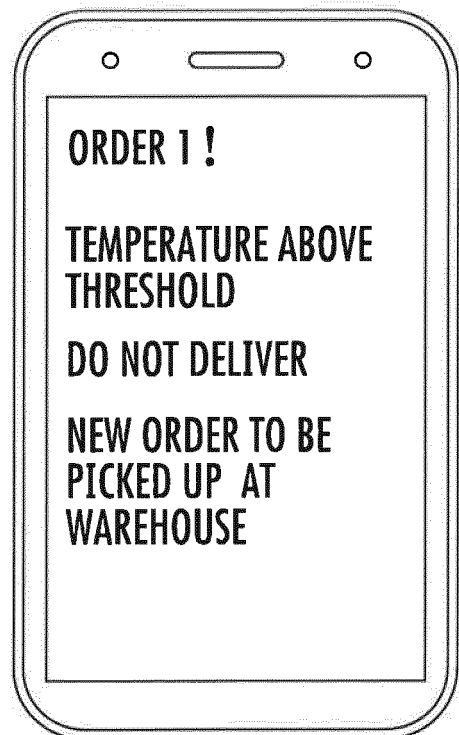 ORDER 1 !
TEMPERATURE ABOVE
THRESHOLD
DO NOT DELIVER
NEW ORDER TO BE
PICKED UP AT
WAREHOUSE